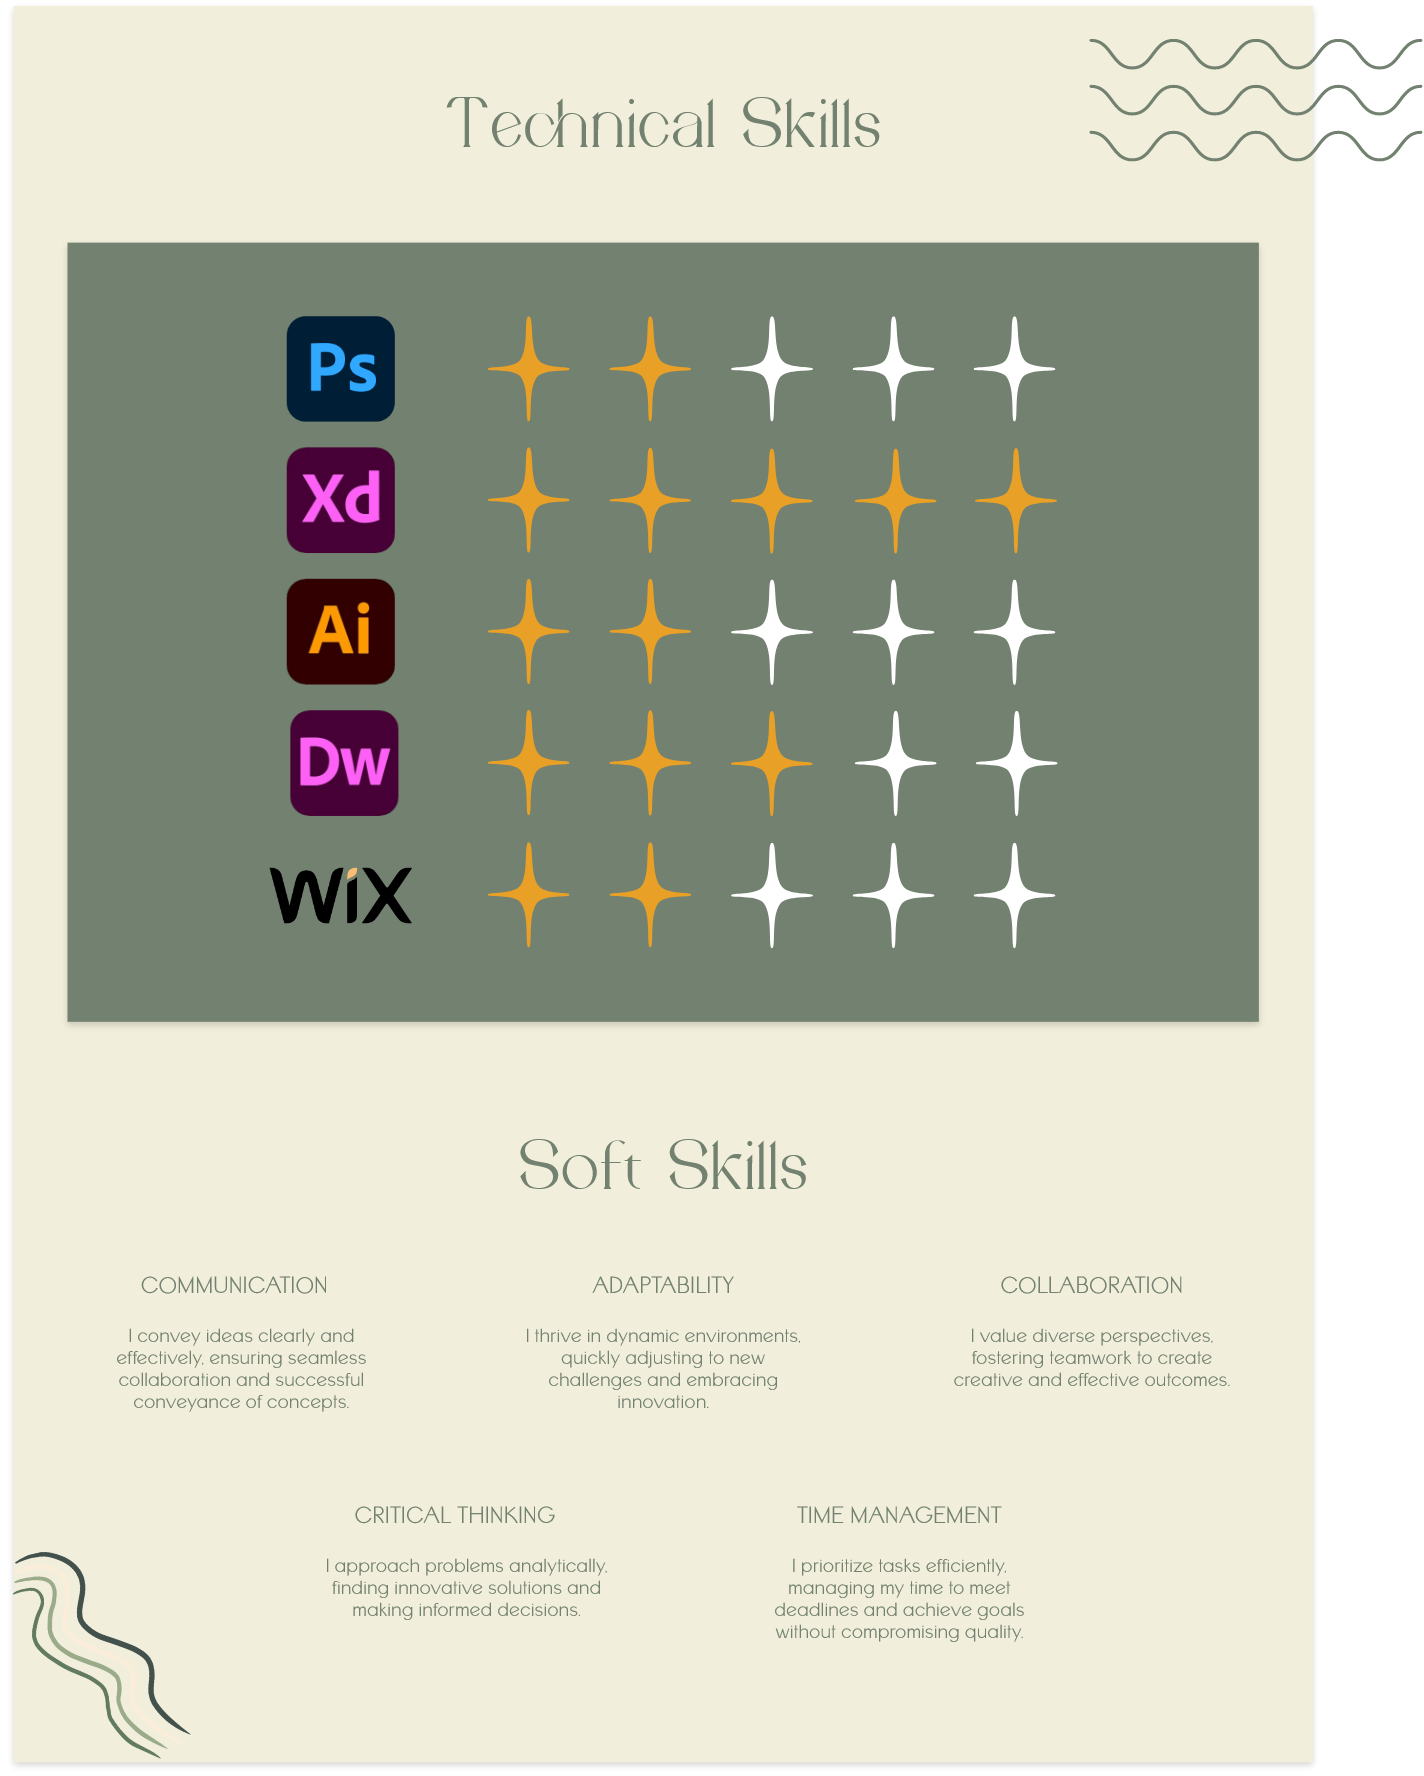 Technical Skills
Ps
Xd
Ai
Dw
WiX
Soft Skills
COMMUNICATION
I convey ideas clearly and
effectively, ensuring seamless
collaboration and successful
conveyance of concepts.
ADAPTABILITY
I thrive in dynamic environments,
quickly adjusting to new
challenges and embracing
innovation.
COLLABORATION
I value diverse perspectives,
fostering teamwork to create
creative and effective outcomes.
CRITICAL THINKING
I approach problems analytically,
finding innovative solutions and
making informed decisions.
TIME MANAGEMENT
I prioritize tasks efficiently,
managing my time to meet
deadlines and achieve goals
without compromising quality.